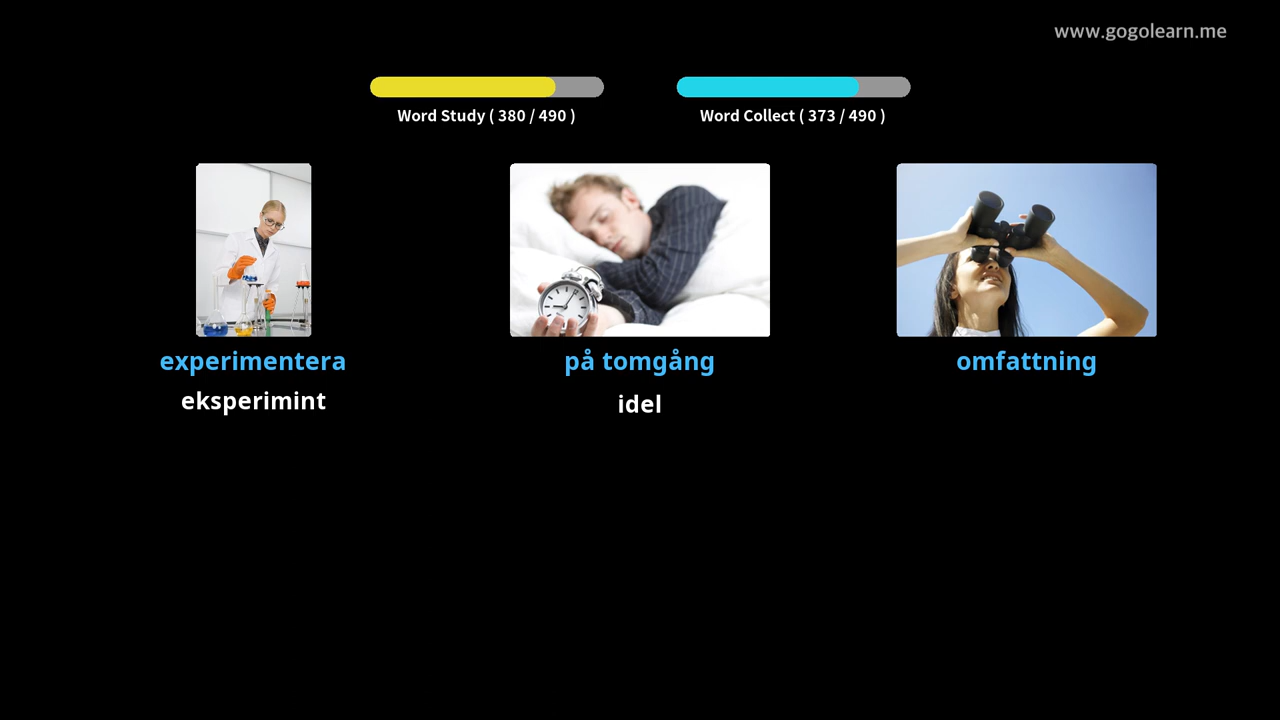 www.gogolearn.me
Word Study ( 380 / 490 )
Word Collect ( 373 / 490 )
experimentera
på tomgång
omfattning
eksperimint
idel